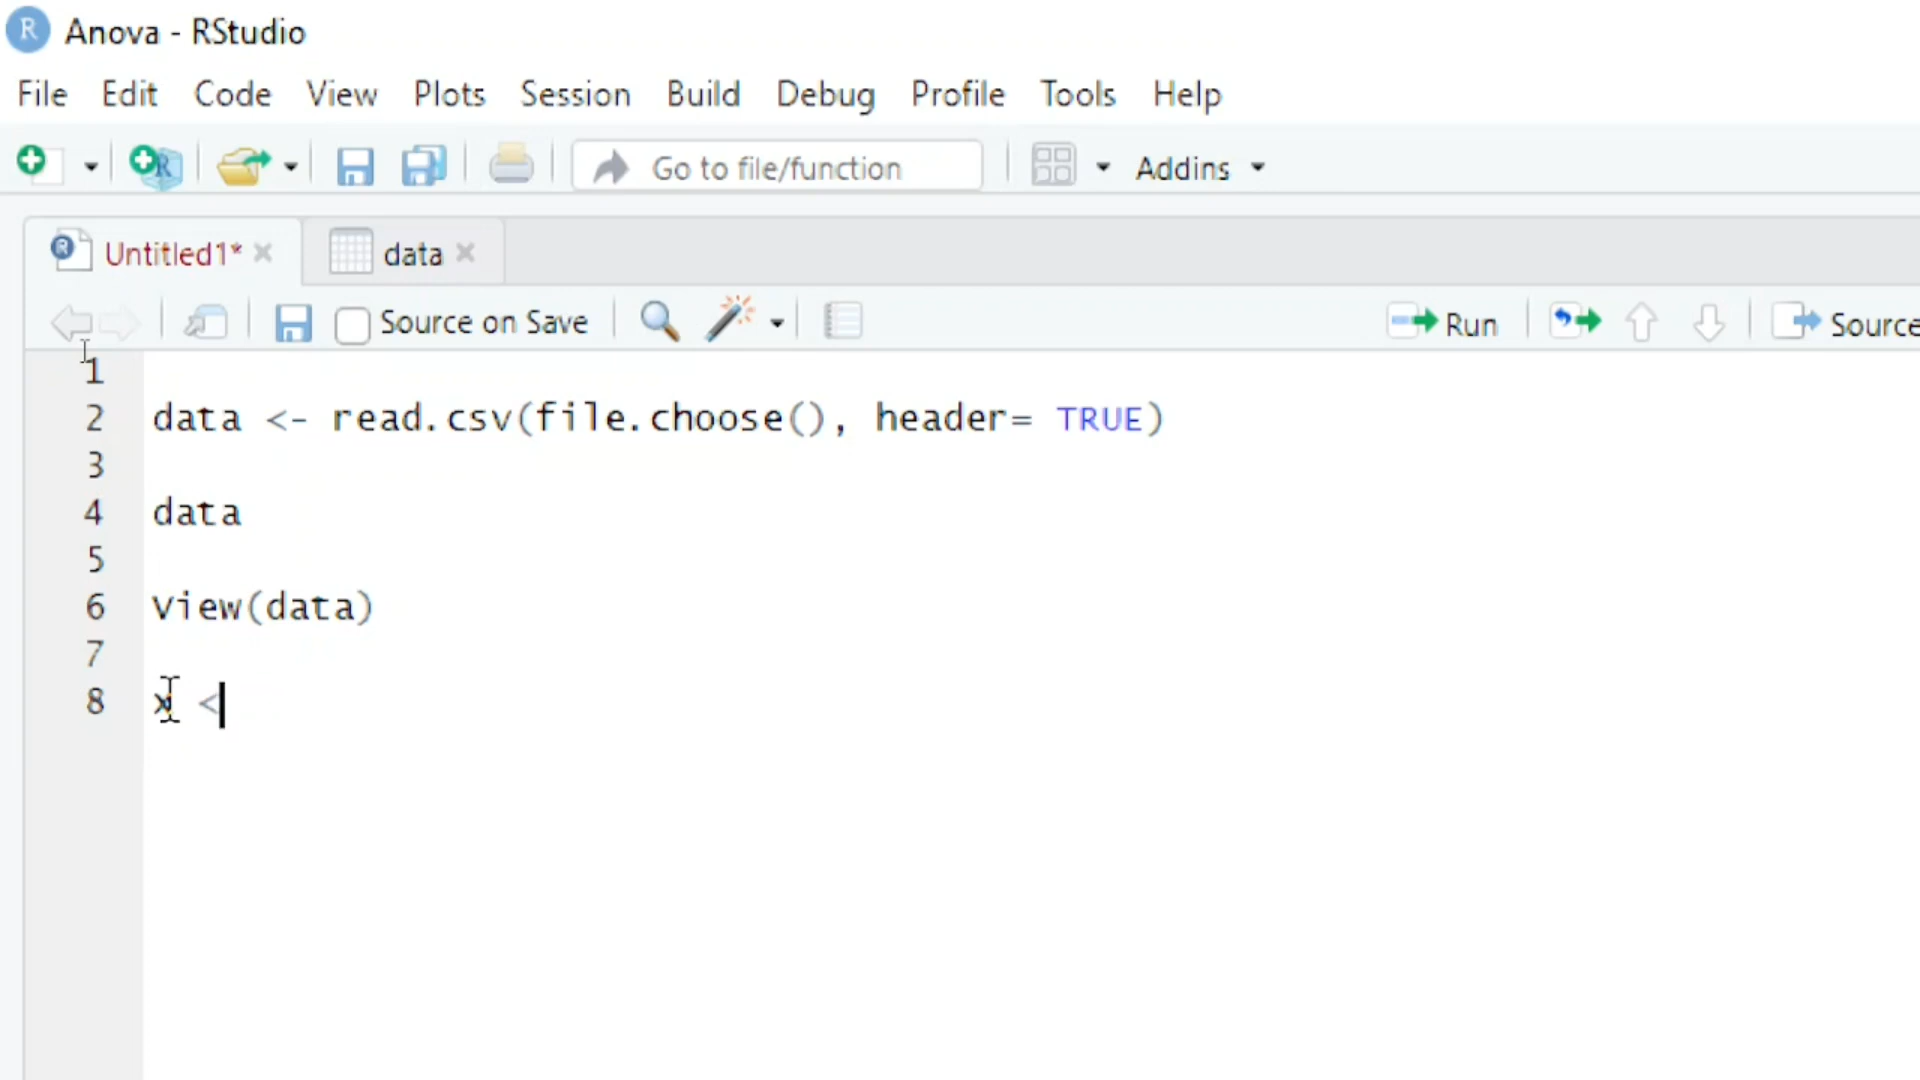 R Anova - RStudio
File Edit Code View Plots Session Build Debug Profile Tools Help
R Go to file/function Addins
R Untitled1* data
Source on Save Run Source
1
2 data <- read.csv(file.choose(), header= TRUE)
3
4 data
5
6 View(data)
7
8 x <